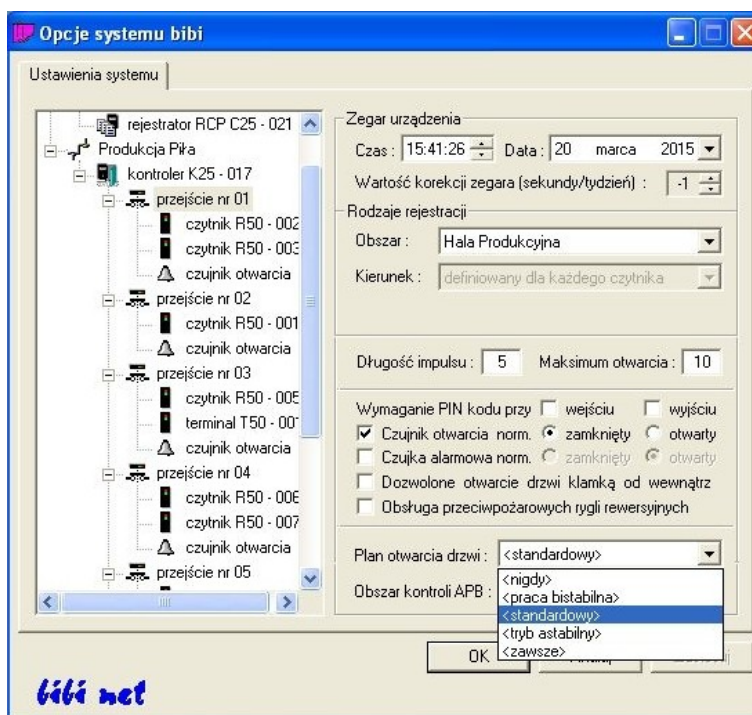 Opcje systemu bibi
Ustawienia systemu
rejestrator RCP C25 - 021
Produkcja Piła
kontroler K25 - 017
przejście nr 01
czytnik R50 - 002
czytnik R50 - 003
czujnik otwarcia
przejście nr 02
czytnik R50 - 001
czujnik otwarcia
przejście nr 03
czytnik R50 - 005
terminal T50 - 00
czujnik otwarcia
przejście nr 04
czytnik R50 - 006
czytnik R50 - 007
czujnik otwarcia
przejście nr 05
Zegar urządzenia
Czas : 15:41:26 Data : 20 marca 2015
Wartość korekcji zegara (sekundy/tydzień) : -1
Rodzaje rejestracji
Obszar : Hala Produkcyjna
Kierunek : definiowany dla każdego czytnika
Długość impulsu : 5 Maksimum otwarcia : 10
Wymaganie PIN kodu przy wejściu wyjściu
Czujnik otwarcia norm. zamknięty otwarty
Czujka alarmowa norm. zamknięty otwarty
Dozwolone otwarcie drzwi klamką od wewnątrz
Obsługa przeciwpożarowych rygli rewersyjnych
Plan otwarcia drzwi : <standardowy>
Obszar kontroli APB :
<nigdy>
<praca bistabilna>
<standardowy>
<tryb astabilny>
<zawsze>
OK
bibi net